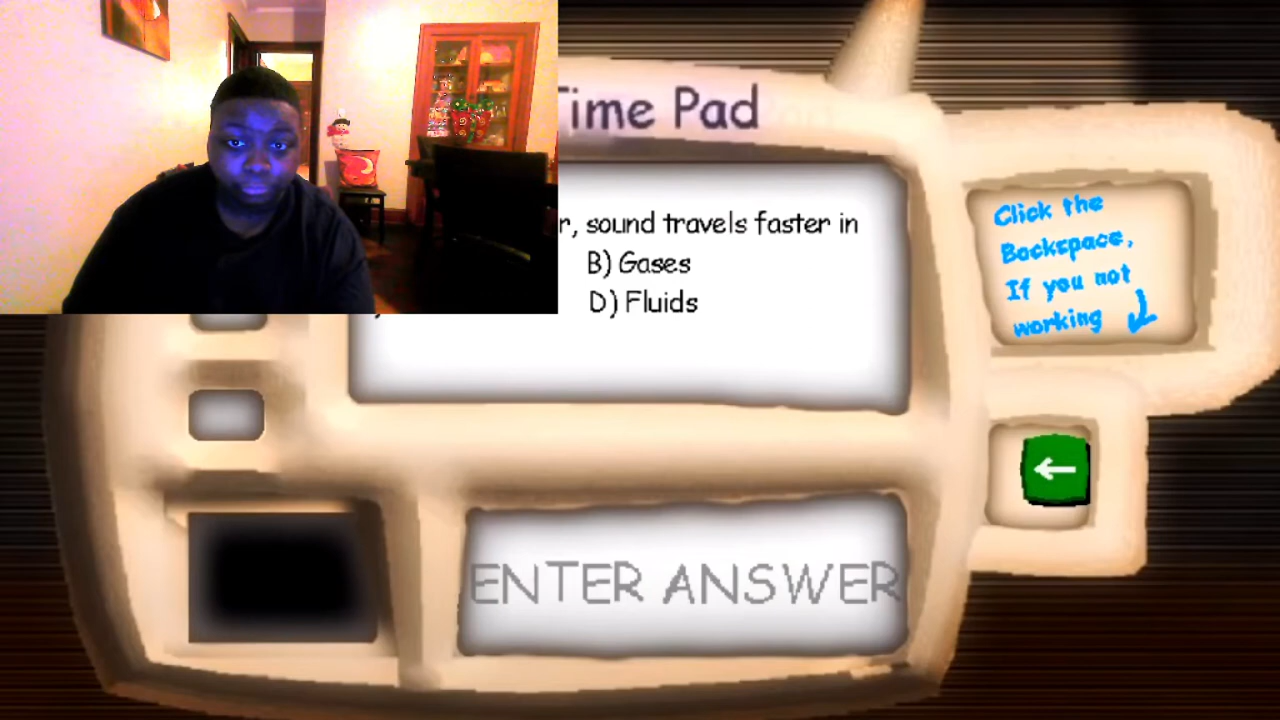 Time Pad
r, sound travels faster in
B) Gases
D) Fluids
Click the
Backspace,
If you not
working
ENTER ANSWER